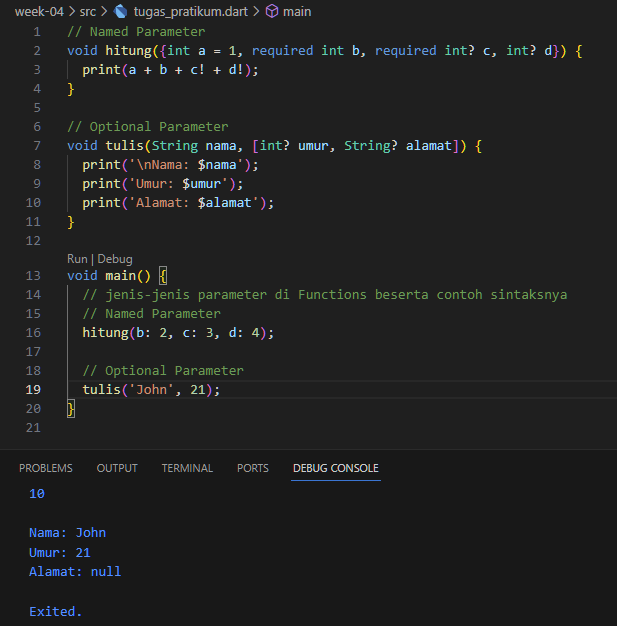 week-04 > src > tugas_pratikum.dart > main
1 // Named Parameter
2 void hitung({int a = 1, required int b, required int? c, int? d}) {
3   print(a + b + c! + d!);
4 }
5
6 // Optional Parameter
7 void tulis(String nama, [int? umur, String? alamat]) {
8   print('\nNama: $nama');
9   print('Umur: $umur');
10   print('Alamat: $alamat');
11 }
12
Run | Debug
13 void main() {
14   // jenis-jenis parameter di Functions beserta contoh sintaksnya
15   // Named Parameter
16   hitung(b: 2, c: 3, d: 4);
17
18   // Optional Parameter
19   tulis('John', 21);
20 }
21
PROBLEMS OUTPUT TERMINAL PORTS DEBUG CONSOLE
10
Nama: John
Umur: 21
Alamat: null
Exited.